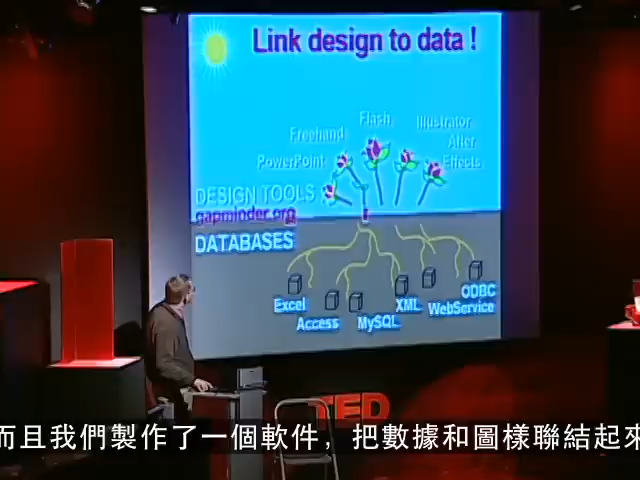 Link design to data !
Flash
Illustrator
Freehand
After
Effects
PowerPoint
DESIGN TOOLS
gapminder.org
DATABASES
ODBC
Excel
XML
WebService
Access
MySQL
TED
而且我們製作了一個軟件，把數據和圖樣聯結起來